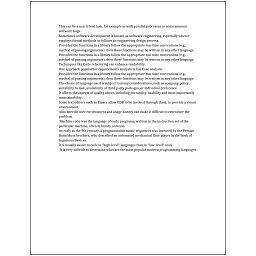 This can be a non-trivial task, for example as with parallel processes or some unusual
software bugs.
Sometimes software development is known as software engineering, especially when it
employs formal methods or follows an engineering design process.
Provided the functions in a library follow the appropriate run-time conventions (e.g.,
method of passing arguments), then these functions may be written in any other language.
Provided the functions in a library follow the appropriate run-time conventions (e.g.,
method of passing arguments), then these functions may be written in any other language.
Techniques like Code refactoring can enhance readability.
One approach popular for requirements analysis is Use Case analysis.
Provided the functions in a library follow the appropriate run-time conventions (e.g.,
method of passing arguments), then these functions may be written in any other language.
The choice of language used is subject to many considerations, such as company policy,
suitability to task, availability of third-party packages, or individual preference.
It affects the aspects of quality above, including portability, usability and most importantly
maintainability.
Some text editors such as Emacs allow GDB to be invoked through them, to provide a visual
environment.
Also, specific user environment and usage history can make it difficult to reproduce the
problem.
Machine code was the language of early programs, written in the instruction set of the
particular machine, often in binary notation.
As early as the 9th century, a programmable music sequencer was invented by the Persian
Banu Musa brothers, who described an automated mechanical flute player in the Book of
Ingenious Devices.
It is usually easier to code in "high-level" languages than in "low-level" ones.
It is very difficult to determine what are the most popular modern programming languages.